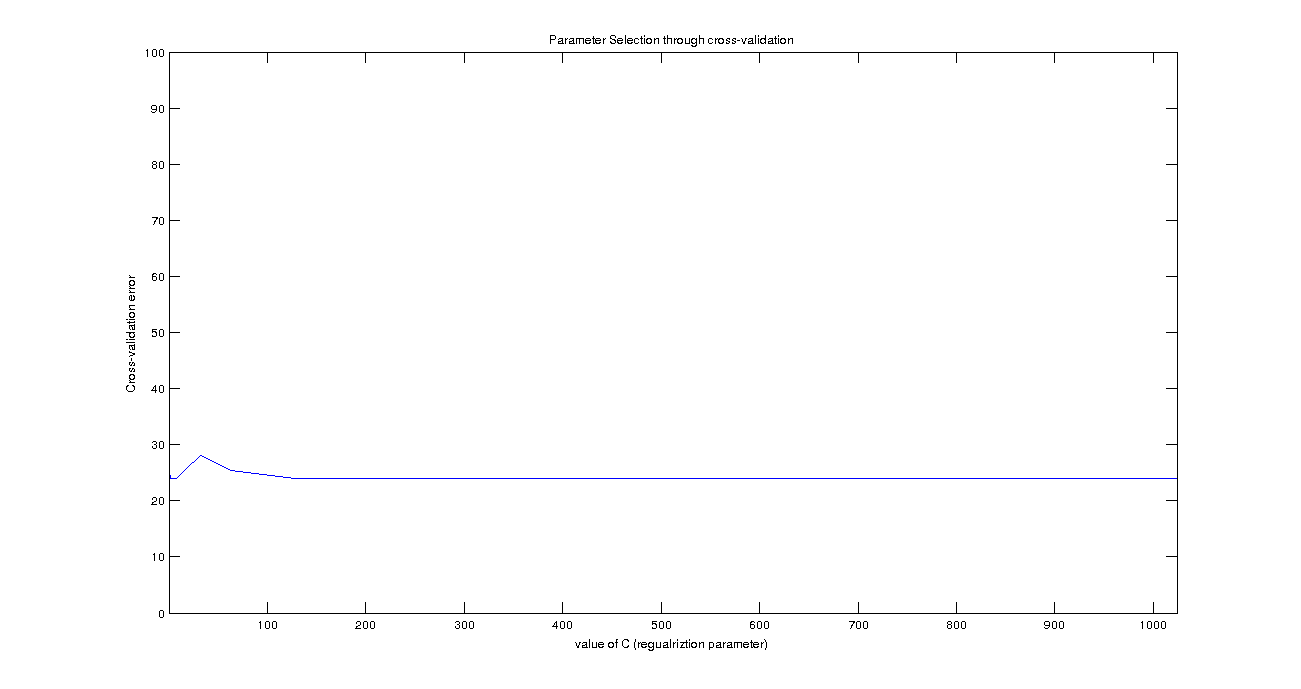 Parameter Selection through cross-validation
100
90
80
70
60
50
40
30
20
10
0
Cross-validation error
100 200 300 400 500 600 700 800 900 1000
value of C (regualriztion parameter)